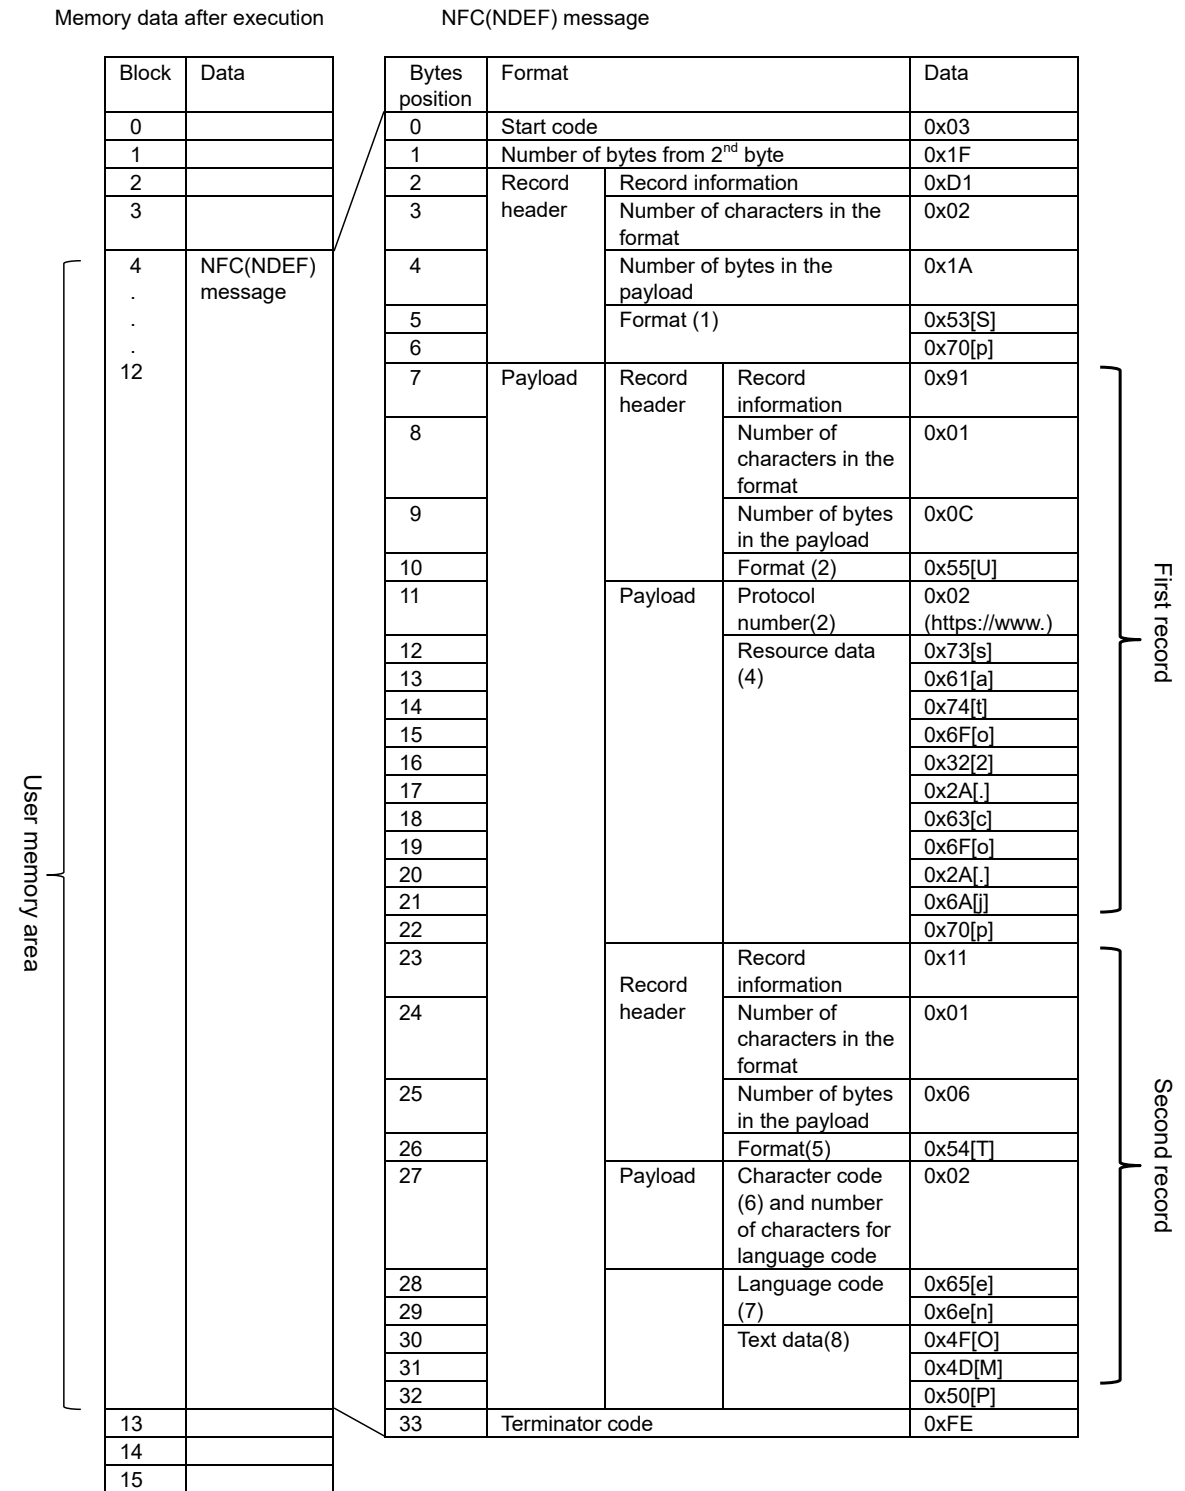 Memory data after execution
NFC(NDEF) message
Block Data
0
1
2
3
4 NFC(NDEF)
. message
.
.
12
13
14
15
User memory area
Bytes Format Data
position
0 Start code 0x03
1 Number of bytes from 2nd byte 0x1F
2 Record Record information 0xD1
3 header Number of characters in the 0x02
format
4 Number of bytes in the 0x1A
payload
5 Format (1) 0x53[S]
6 0x70[p]
7 Payload Record Record 0x91
header information
8 Number of 0x01
characters in the
format
9 Number of bytes 0x0C
in the payload
10 Format (2) 0x55[U]
11 Payload Protocol 0x02
number(2) (https://www.)
12 Resource data 0x73[s]
13 (4) 0x61[a]
14 0x74[t]
15 0x6F[o]
16 0x32[2]
17 0x2A[.]
18 0x63[c]
19 0x6F[o]
20 0x2A[.]
21 0x6A[j]
22 0x70[p]
23 Record 0x11
Record information
24 header Number of 0x01
characters in the
format
25 Number of bytes 0x06
in the payload
26 Format(5) 0x54[T]
27 Payload Character code 0x02
(6) and number
of characters for
language code
28 Language code 0x65[e]
29 (7) 0x6e[n]
30 Text data(8) 0x4F[O]
31 0x4D[M]
32 0x50[P]
33 Terminator code 0xFE
First record
Second record